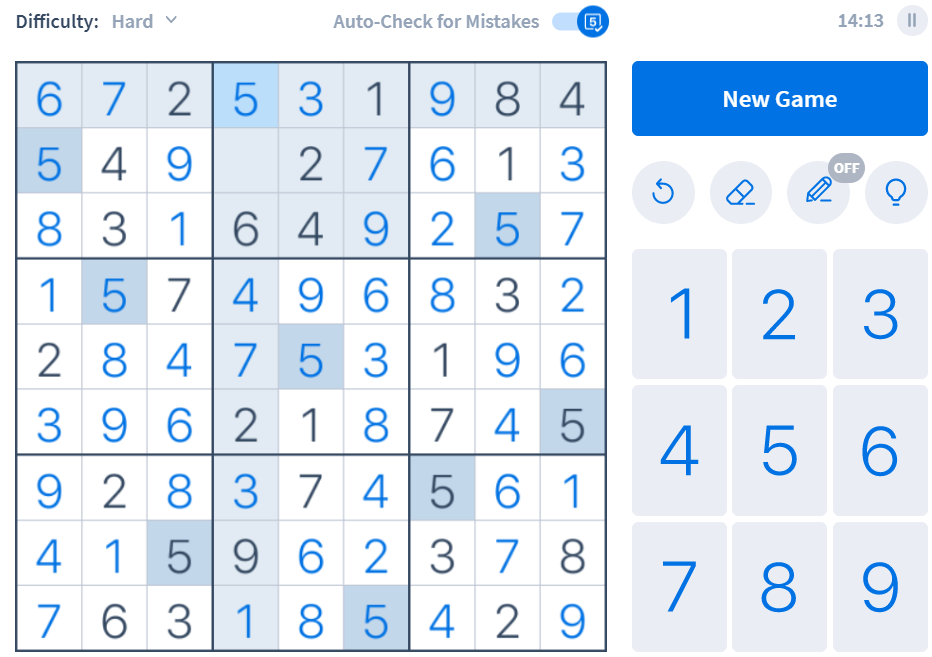 Difficulty: Hard Auto-Check for Mistakes 5 14:13
6 7 2 5 3 1 9 8 4
5 4 9 2 7 6 1 3
8 3 1 6 4 9 2 5 7
1 5 7 4 9 6 8 3 2
2 8 4 7 5 3 1 9 6
3 9 6 2 1 8 7 4 5
9 2 8 3 7 4 5 6 1
4 1 5 9 6 2 3 7 8
7 6 3 1 8 5 4 2 9
New Game
OFF
1 2 3
4 5 6
7 8 9